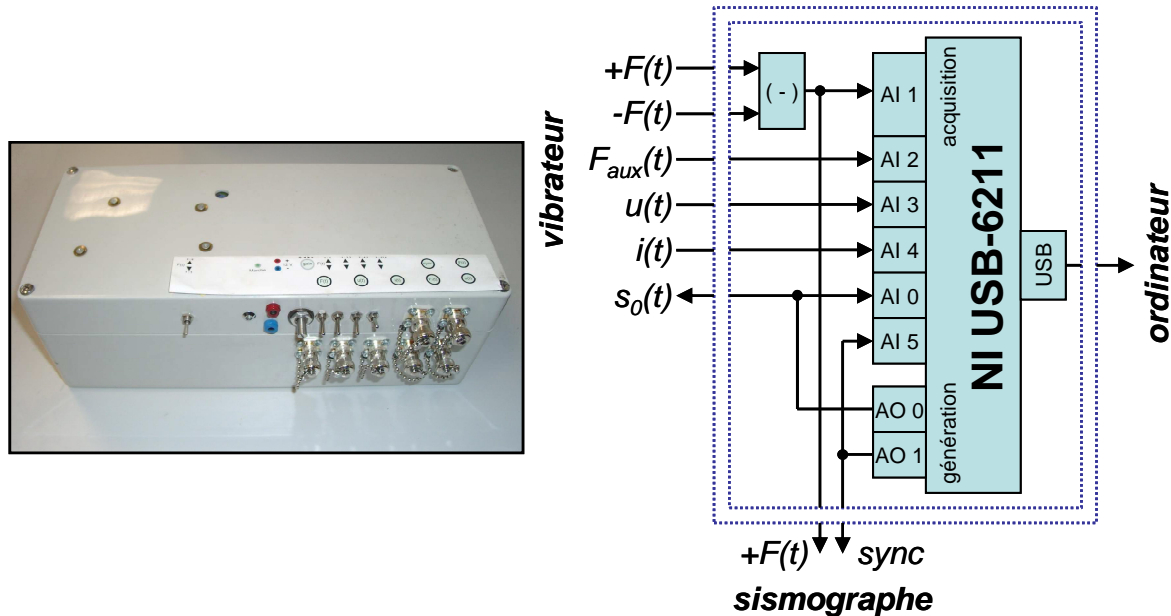 vibrateur
+F(t)
-F(t)
F_aux(t)
u(t)
i(t)
s_0(t)
( - )
AI 1
AI 2
AI 3
AI 4
AI 0
AI 5
AO 0
AO 1
acquisition
génération
NI USB-6211
USB
ordinateur
+F(t)
sync
sismographe